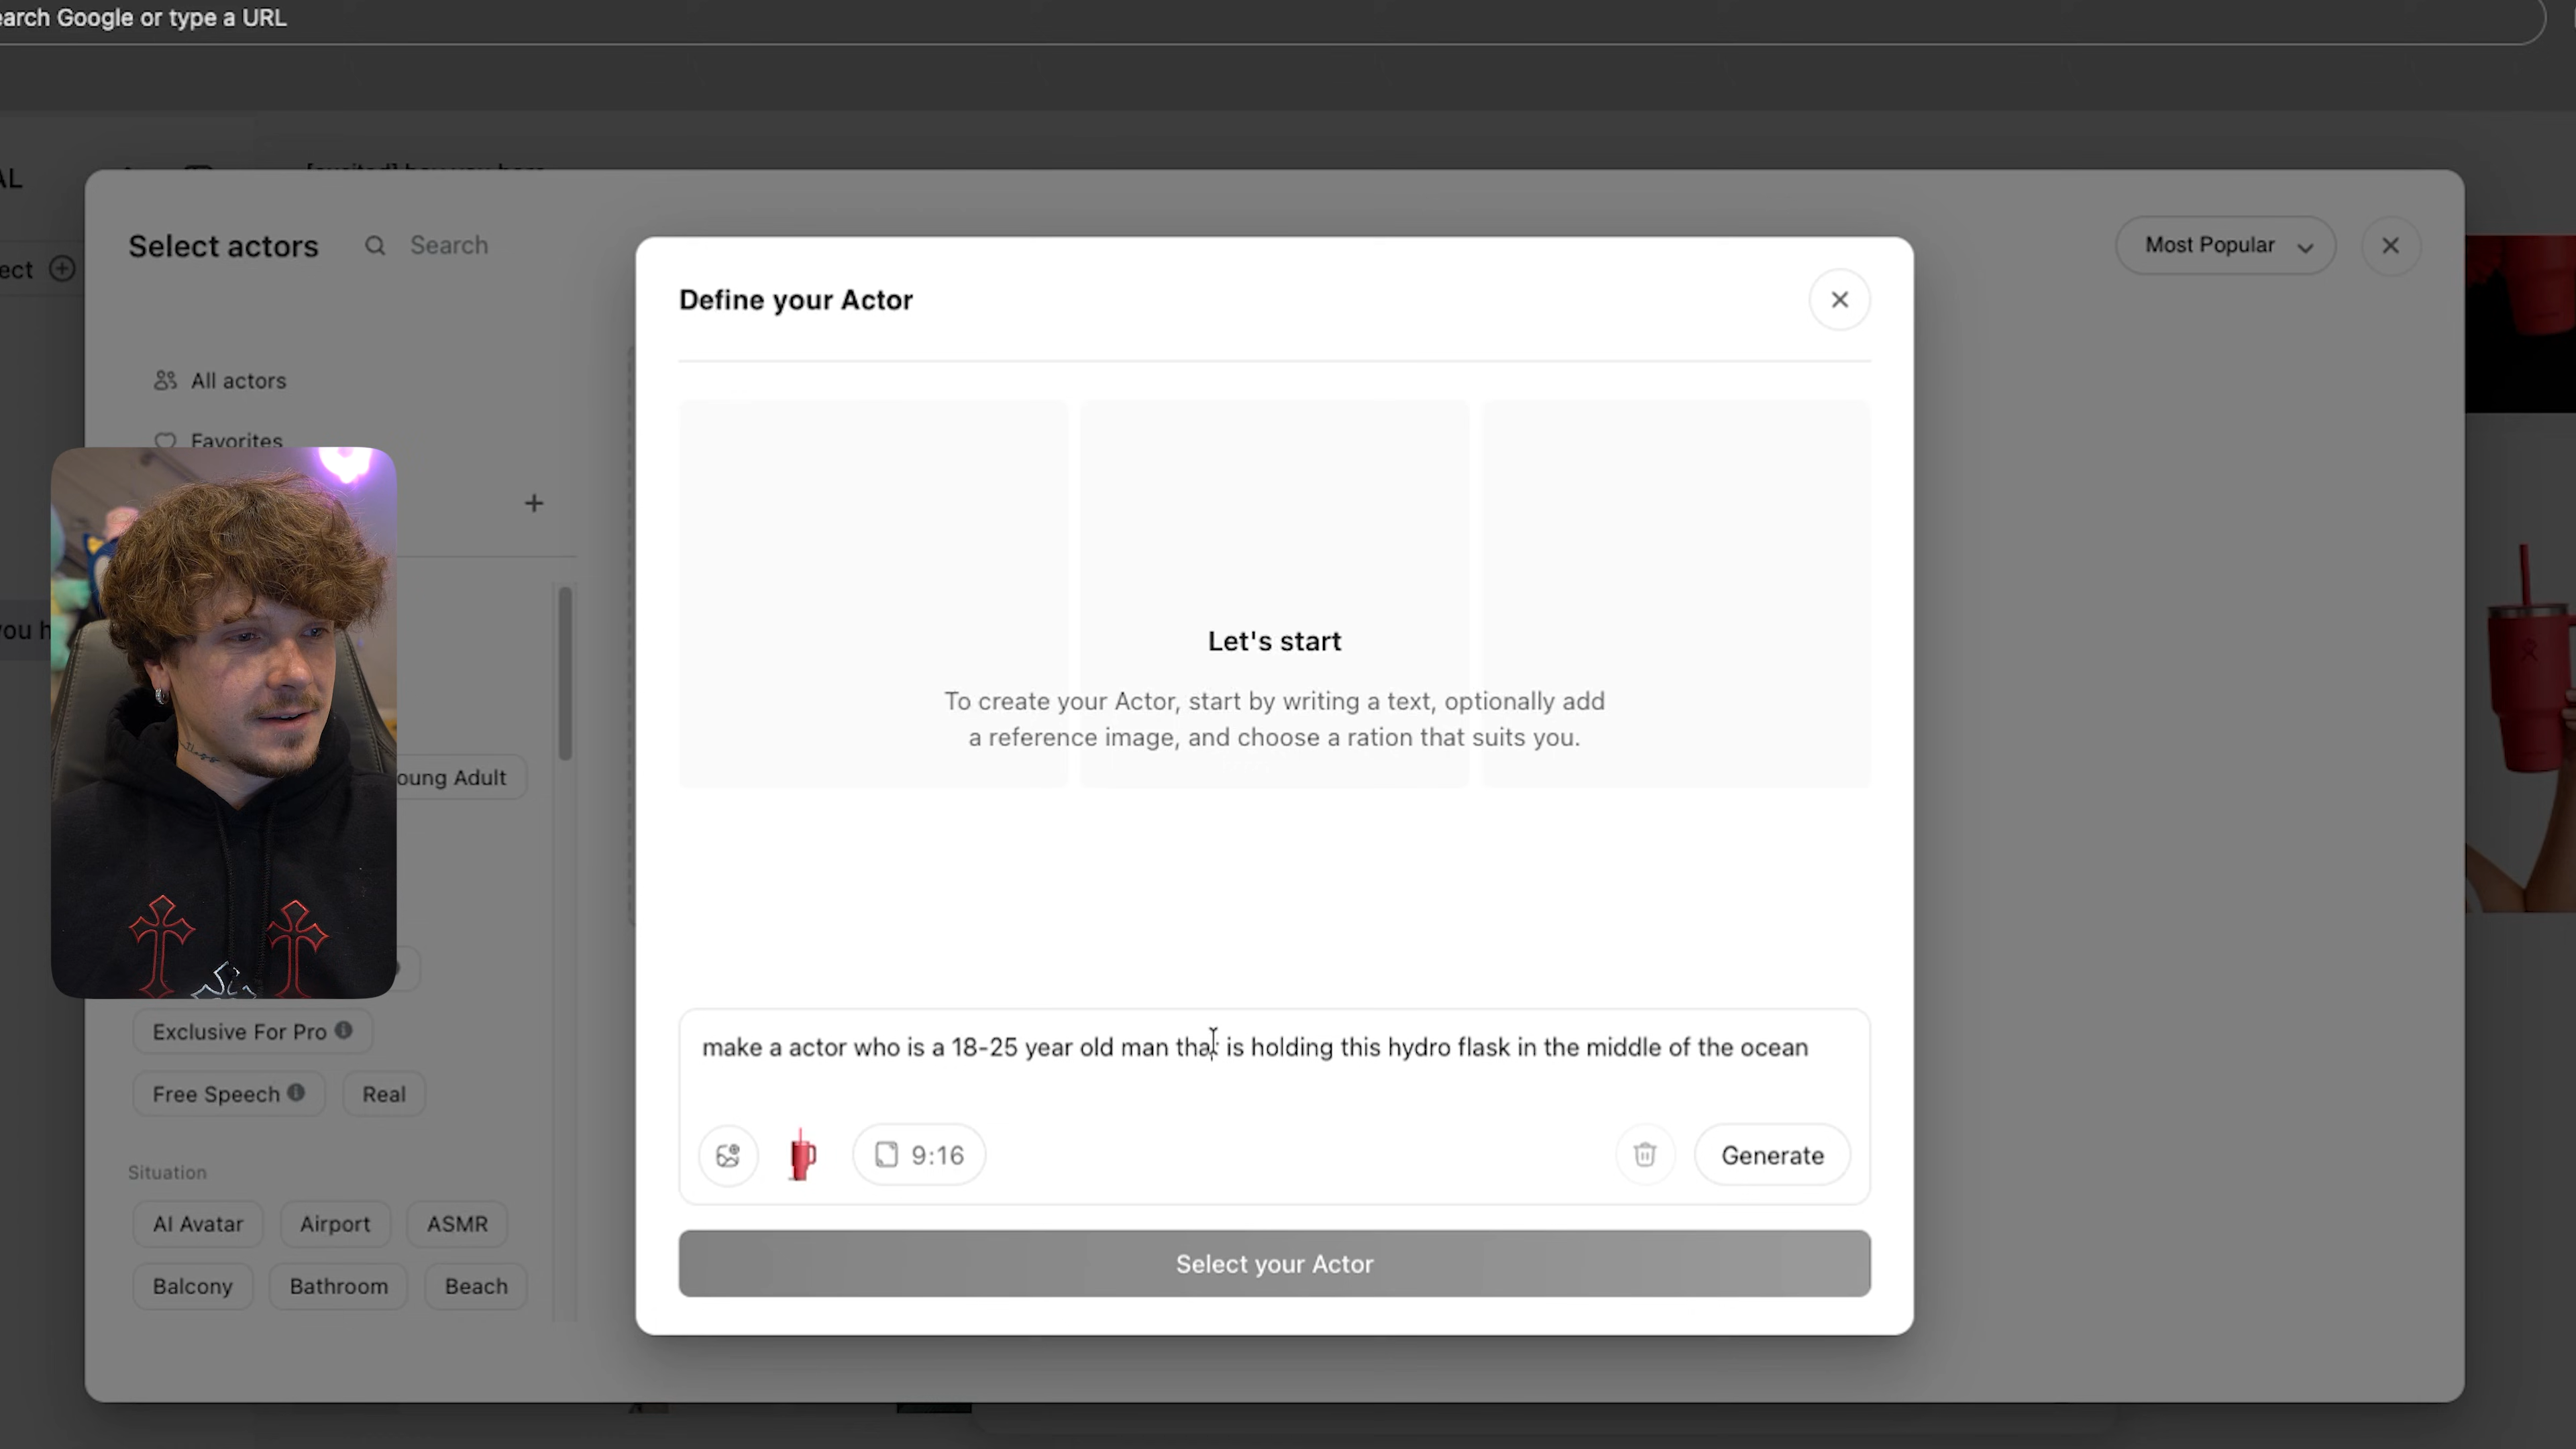 earch Google or type a URL
AL
ect
Select actors
Search
Most Popular
All actors
Favorites
Define your Actor
Let's start
To create your Actor, start by writing a text, optionally add
a reference image, and choose a ration that suits you.
oung Adult
Exclusive For Pro
Free Speech
Real
Situation
AI Avatar
Airport
ASMR
Balcony
Bathroom
Beach
you h
make a actor who is a 18-25 year old man that is holding this hydro flask in the middle of the ocean
9:16
Generate
Select your Actor